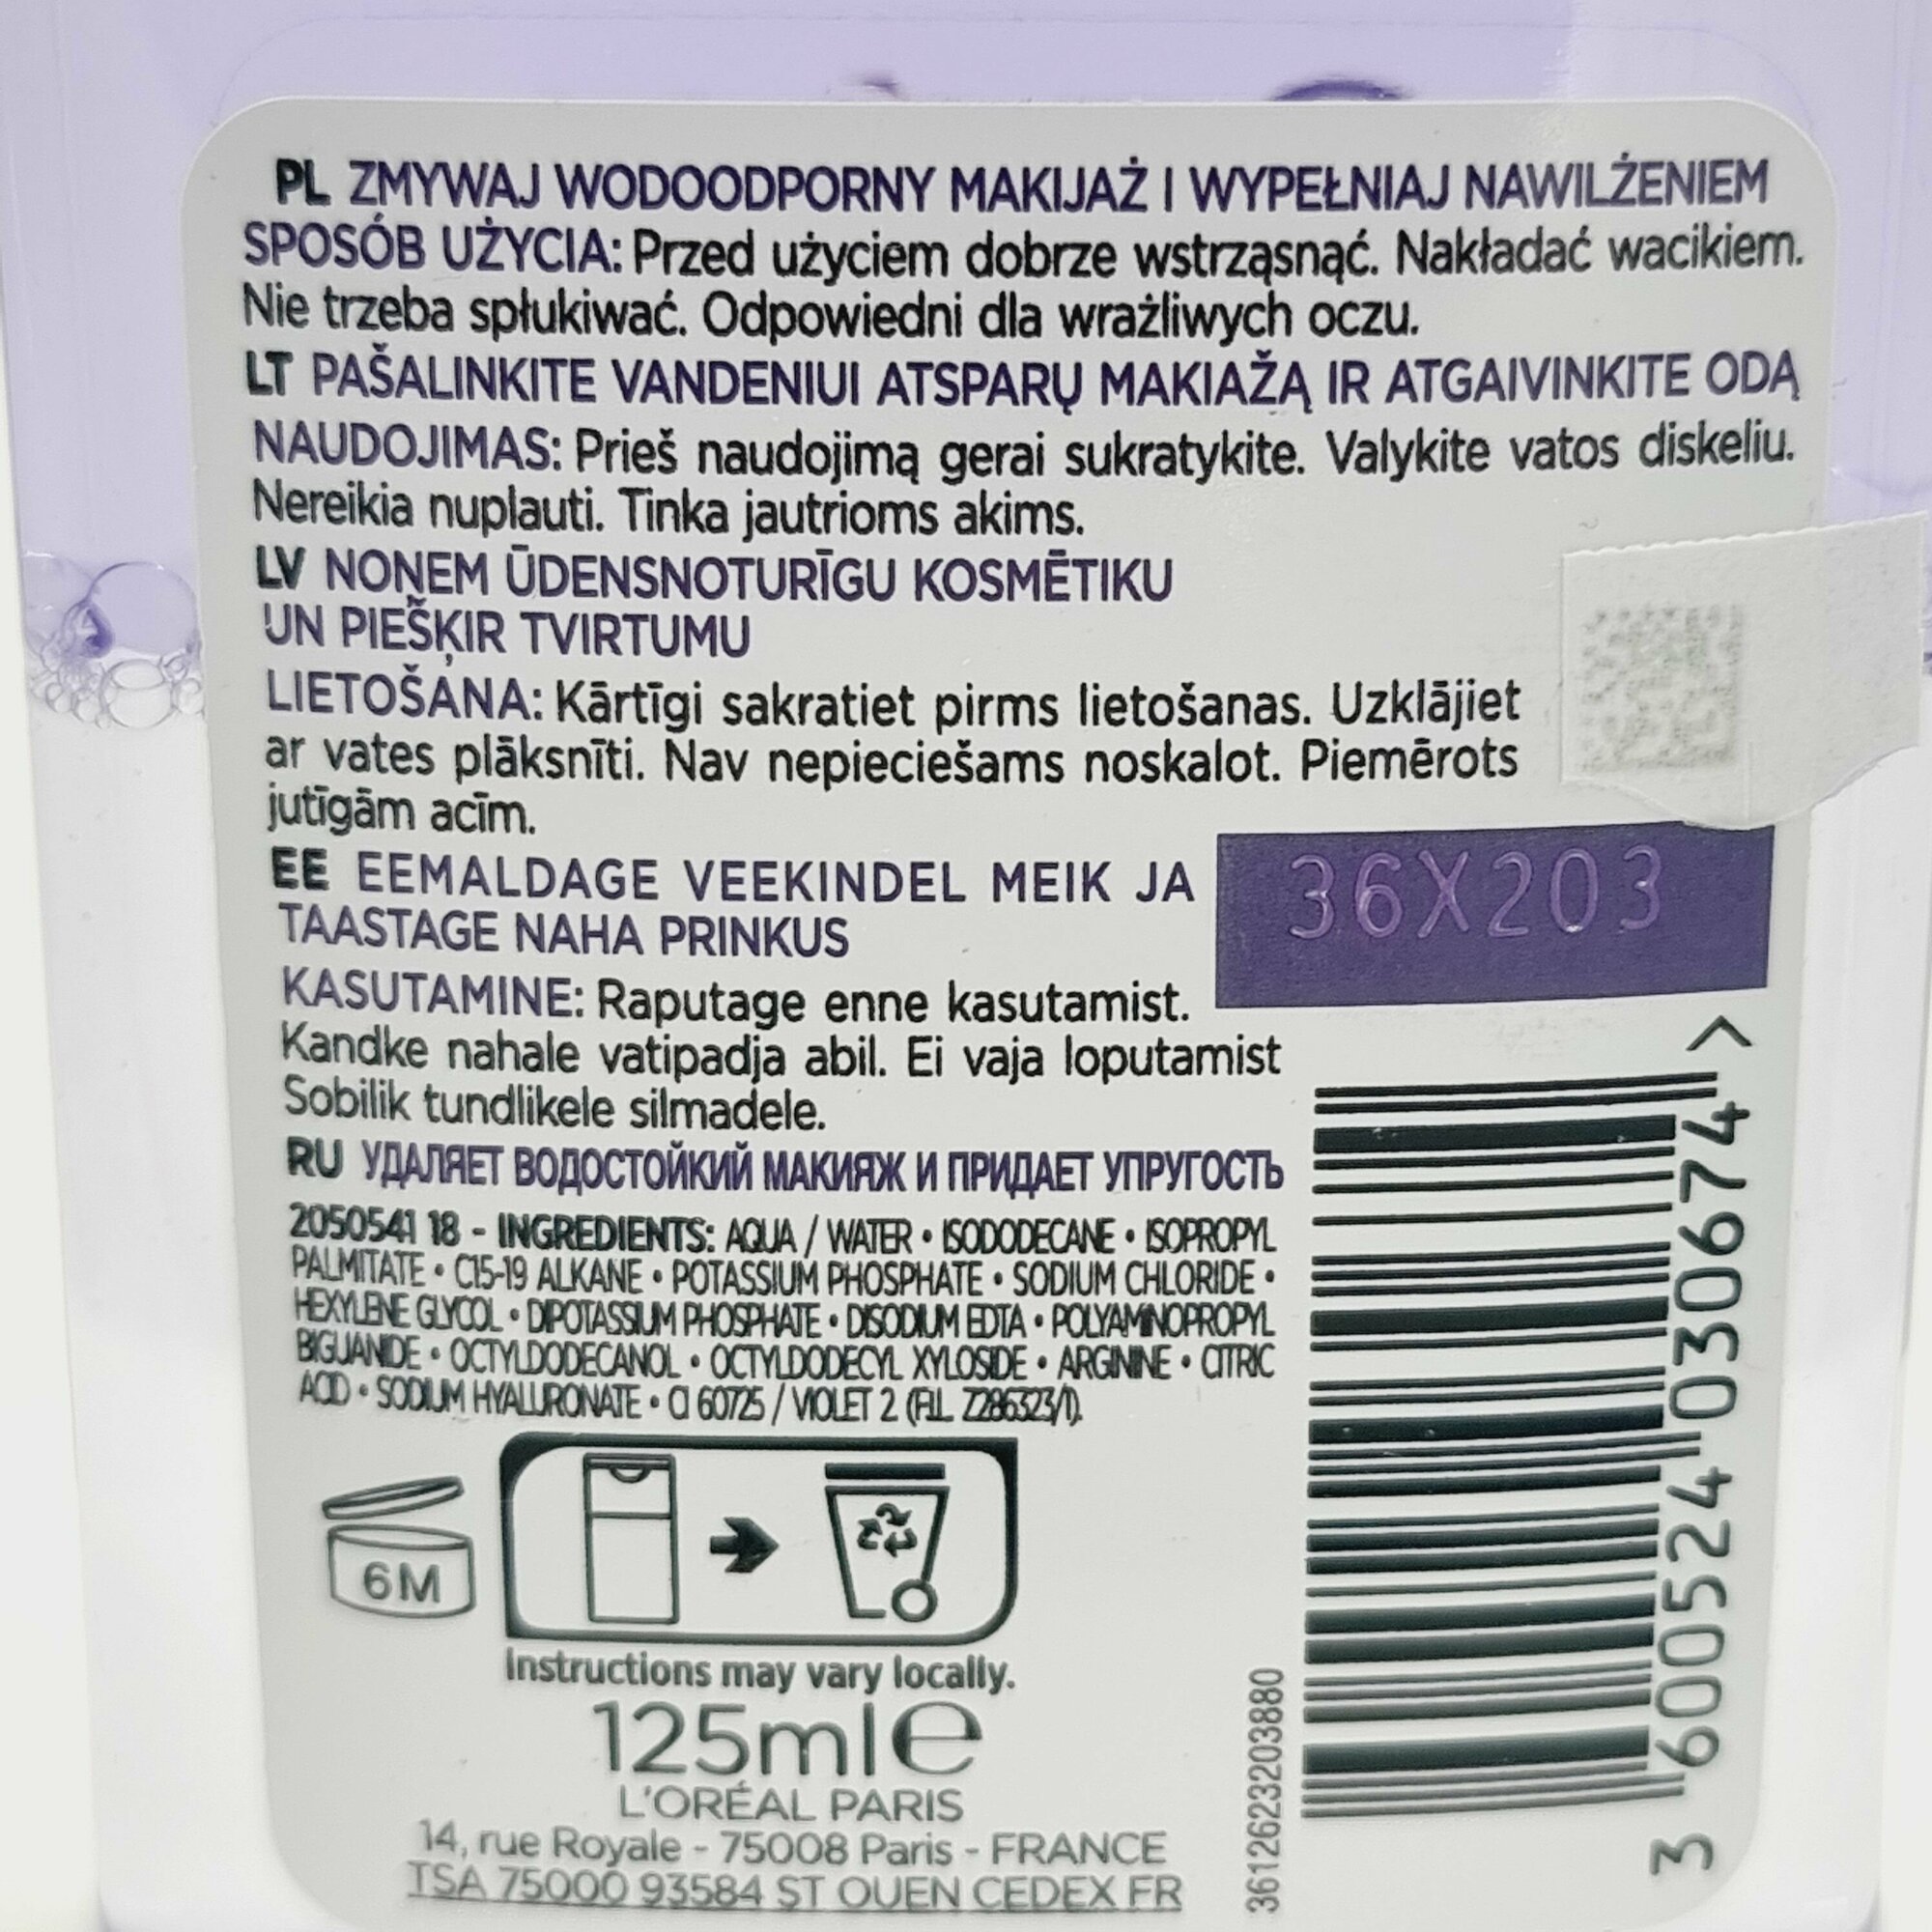 PL ZMYWAJ WODOODPORNY MAKIJAŻ I WYPEŁNIAJ NAWILŻENIEM
SPOSÓB UŻYCIA: Przed użyciem dobrze wstrząsnąć. Nakładać wacikiem.
Nie trzeba spłukiwać. Odpowiedni dla wrażliwych oczu.
LT PAŠALINKITE VANDENIUI ATSPARŲ MAKIAŽĄ IR ATGAIVINKITE ODĄ
NAUDOJIMAS: Prieš naudojimą gerai sukratykite. Valykite vatos diskeliu.
Nereikia nuplauti. Tinka jautrioms akims.
LV NOŅEM ŪDENSNOTURĪGU KOSMĒTIKU
UN PIEŠĶIR TVIRTUMU
LIETOŠANA: Kārtīgi sakratiet pirms lietošanas. Uzklājiet
ar vates plāksnīti. Nav nepieciešams noskalot. Piemērots
jutīgām acīm.
EE EEMALDAGE VEEKINDEL MEIK JA
TAASTAGE NAHA PRINKUS
36X203
KASUTAMINE: Raputage enne kasutamist.
Kandke nahale vatipadja abil. Ei vaja loputamist
Sobilik tundlikele silmadele.
RU УДАЛЯЕТ ВОДОСТОЙКИЙ МАКИЯЖ И ПРИДАЕТ УПРУГОСТЬ
2050541 18 - INGREDIENTS: AQUA / WATER • ISODODECANE • ISOPROPYL
PALMITATE • C15-19 ALKANE • POTASSIUM PHOSPHATE • SODIUM CHLORIDE •
HEXYLENE GLYCOL • DIPOTASSIUM PHOSPHATE • DISODIUM EDTA • POLYAMINOPROPYL
BIGUANIDE • OCTYLDODECANOL • OCTYLDODECYL XYLOSIDE • ARGININE • CITRIC
ACID • SODIUM HYALURONATE • CI 60725 / VIOLET 2 (F.I.L. Z286323/1).
6M
Instructions may vary locally.
125ml e
L'ORÉAL PARIS
14, rue Royale - 75008 Paris - FRANCE
TSA 75000 93584 ST OUEN CEDEX FR
3612623203880
3 600524 030674 >